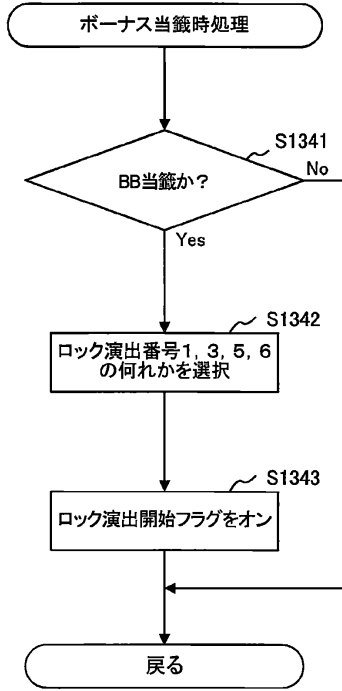 ボーナス当籤時処理
S1341
BB当籤か？
No
Yes
S1342
ロック演出番号1, 3, 5, 6
の何れかを選択
S1343
ロック演出開始フラグをオン
戻る